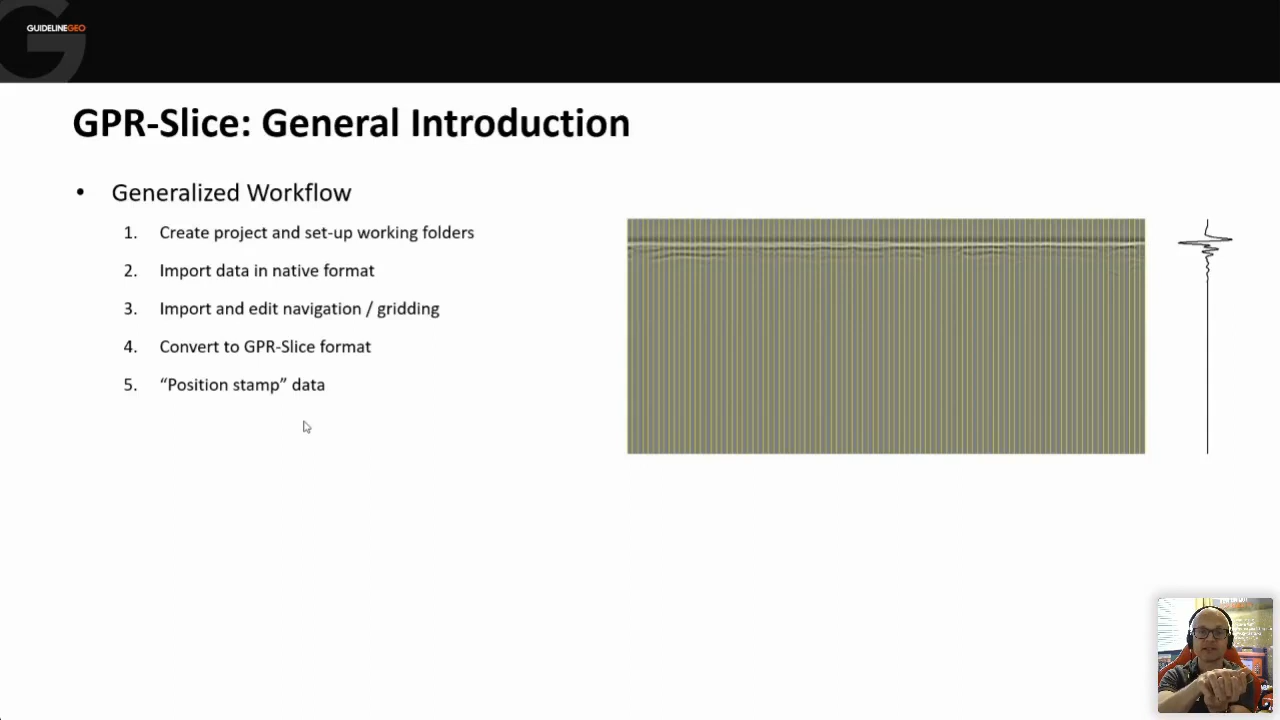 GUIDELINEGEO
GPR-Slice: General Introduction
• Generalized Workflow
1. Create project and set-up working folders
2. Import data in native format
3. Import and edit navigation / gridding
4. Convert to GPR-Slice format
5. “Position stamp” data